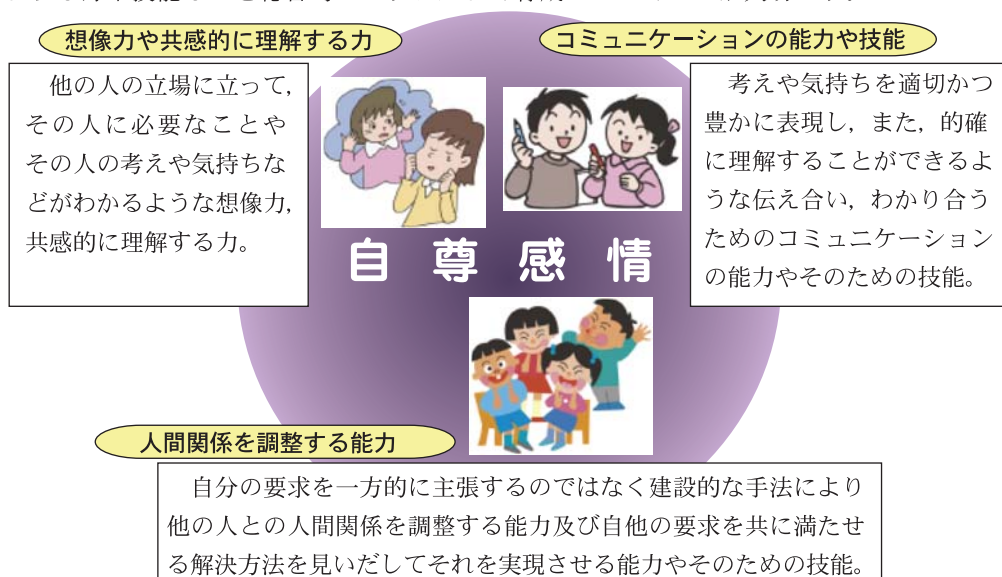 想像力や共感的に理解する力
コミュニケーションの能力や技能
他の人の立場に立って，
その人に必要なことや
その人の考えや気持ちな
どがわかるような想像力，
共感的に理解する力。
考えや気持ちを適切かつ
豊かに表現し，また，的確
に理解することができるよ
うな伝え合い，わかり合う
ためのコミュニケーション
の能力やそのための技能。
自尊感情
人間関係を調整する能力
自分の要求を一方的に主張するのではなく建設的な手法により
他の人との人間関係を調整する能力及び自他の要求を共に満たせ
る解決方法を見いだしてそれを実現させる能力やそのための技能。